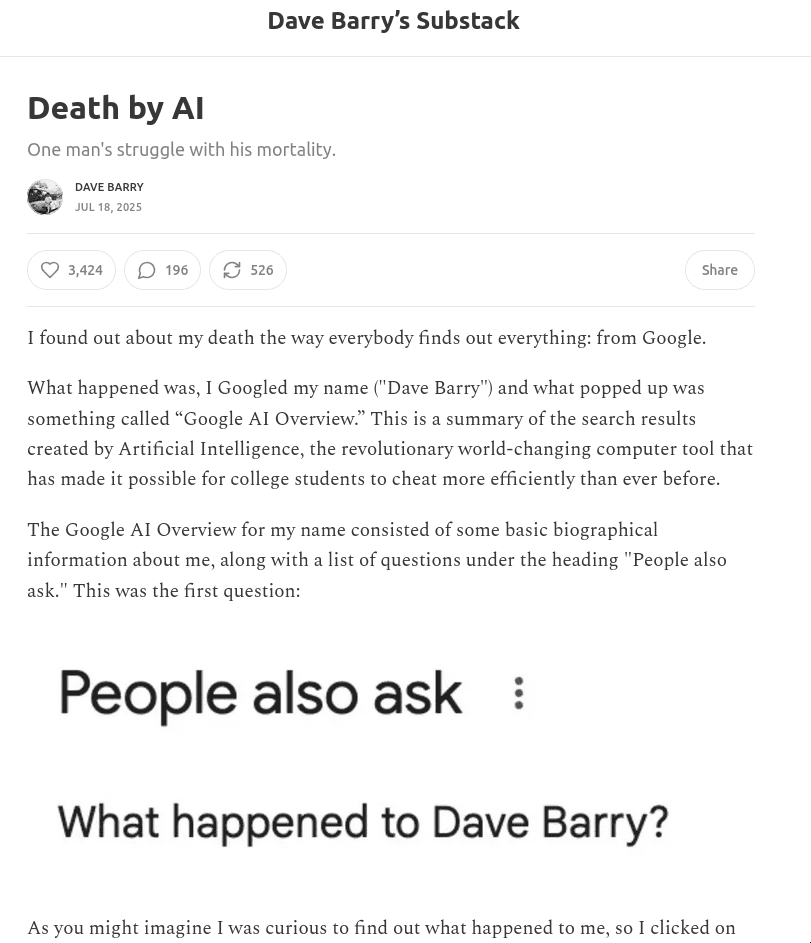 Dave Barry’s Substack
Death by AI
One man's struggle with his mortality.
DAVE BARRY
JUL 18, 2025
3,424
196
526
Share
I found out about my death the way everybody finds out everything: from Google.
What happened was, I Googled my name ("Dave Barry") and what popped up was
something called “Google AI Overview.” This is a summary of the search results
created by Artificial Intelligence, the revolutionary world-changing computer tool that
has made it possible for college students to cheat more efficiently than ever before.
The Google AI Overview for my name consisted of some basic biographical
information about me, along with a list of questions under the heading "People also
ask." This was the first question:
People also ask
What happened to Dave Barry?
As you might imagine I was curious to find out what happened to me, so I clicked on